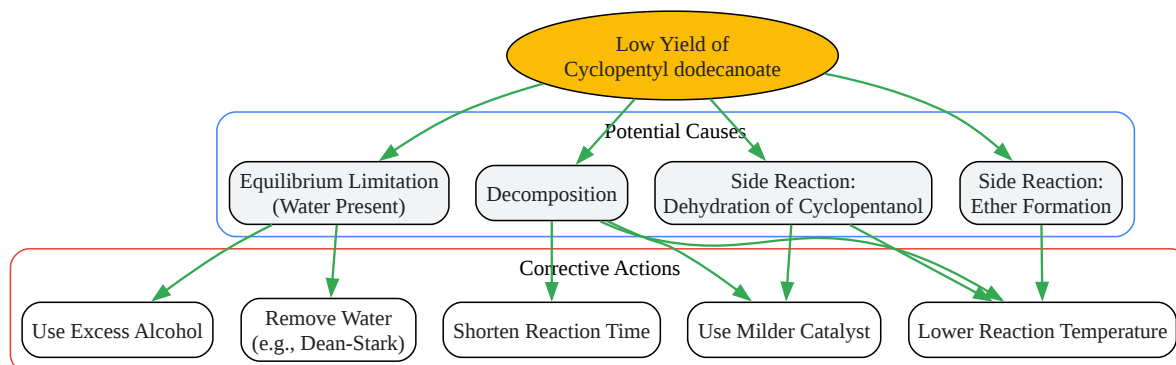 Low Yield of
Cyclopentyl dodecanoate
Potential Causes
Equilibrium Limitation
(Water Present)
Decomposition
Side Reaction:
Dehydration of Cyclopentanol
Side Reaction:
Ether Formation
Corrective Actions
Use Excess Alcohol
Remove Water
(e.g., Dean-Stark)
Shorten Reaction Time
Use Milder Catalyst
Lower Reaction Temperature